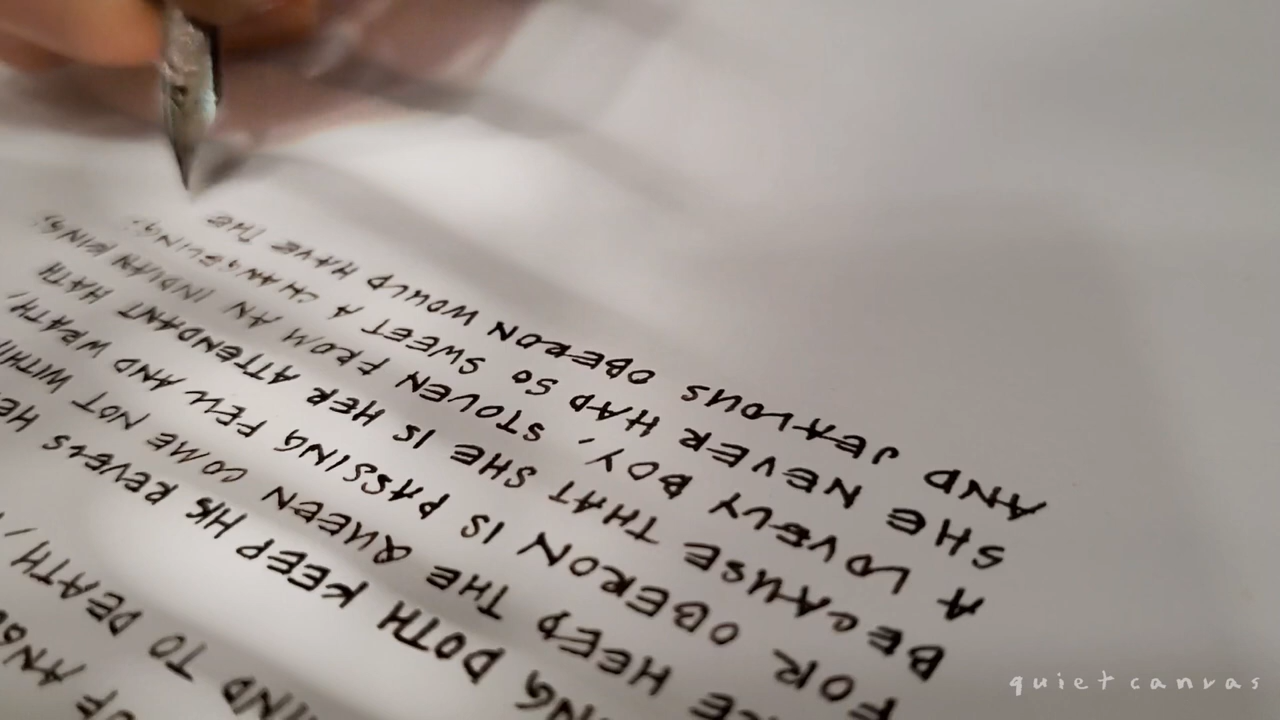 OF
TO DEATH,
DOTH KEEP HIS REVELS
HEED THE QUEEN COME NOT
FOR OBERON IS PASSING FELL AND WRATH,
BECAUSE THAT SHE IS HER ATTENDANT HATH
A LOVELY BOY, STOLEN FROM AN INDIAN KING;
SHE NEVER HAD SO SWEET A CHANGELING;
AND JEALOUS OBERON WOULD HAVE THE
quiet canvas